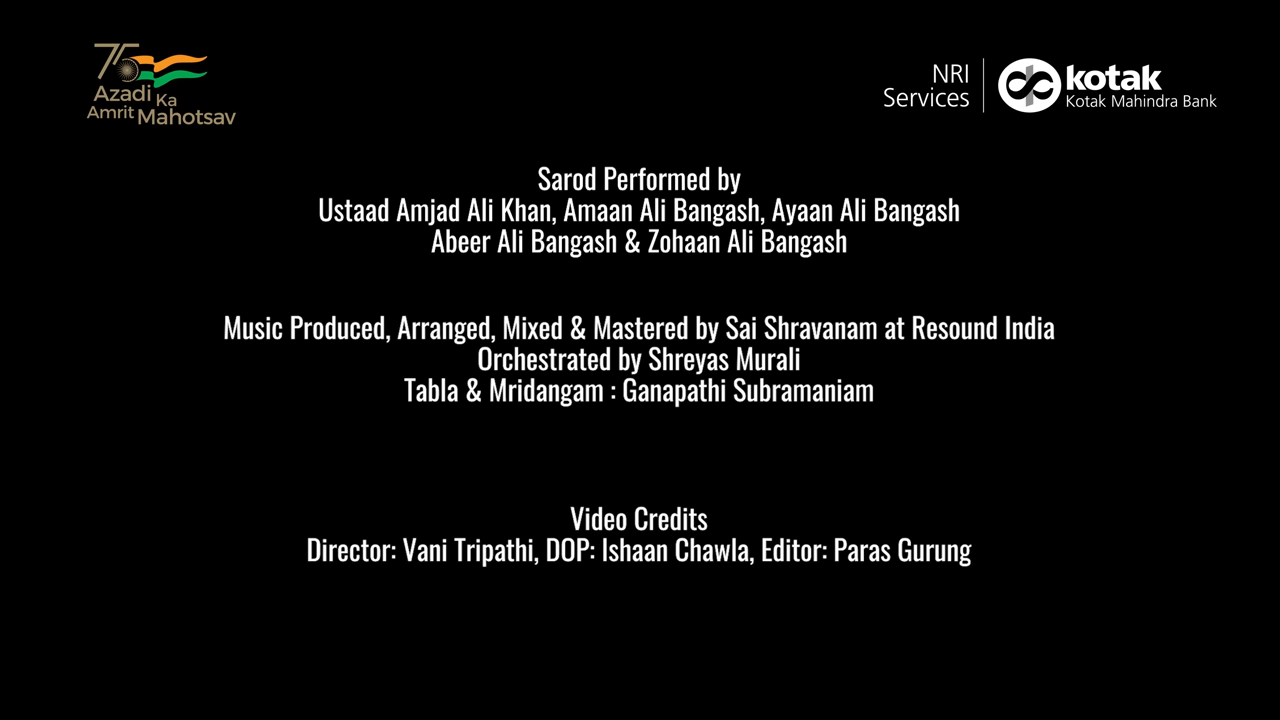 75
Azadi Ka
Amrit Mahotsav
NRI
Services
kotak
Kotak Mahindra Bank
Sarod Performed by
Ustaad Amjad Ali Khan, Amaan Ali Bangash, Ayaan Ali Bangash
Abeer Ali Bangash & Zohaan Ali Bangash
Music Produced, Arranged, Mixed & Mastered by Sai Shravanam at Resound India
Orchestrated by Shreyas Murali
Tabla & Mridangam : Ganapathi Subramaniam
Video Credits
Director: Vani Tripathi, DOP: Ishaan Chawla, Editor: Paras Gurung